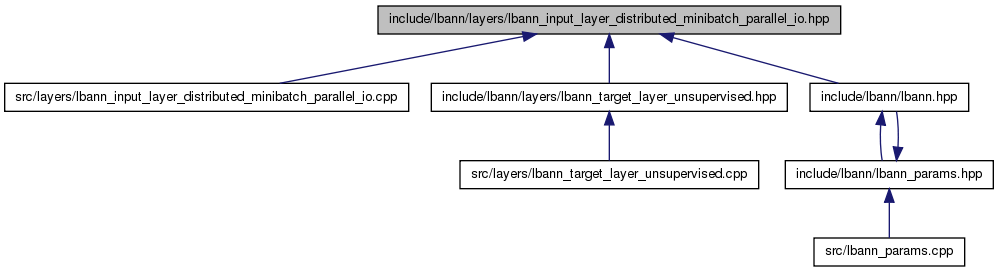 include/lbann/layers/lbann_input_layer_distributed_minibatch_parallel_io.hpp
src/layers/lbann_input_layer_distributed_minibatch_parallel_io.cpp
include/lbann/layers/lbann_target_layer_unsupervised.hpp
include/lbann/lbann.hpp
src/layers/lbann_target_layer_unsupervised.cpp
include/lbann/lbann_params.hpp
src/lbann_params.cpp